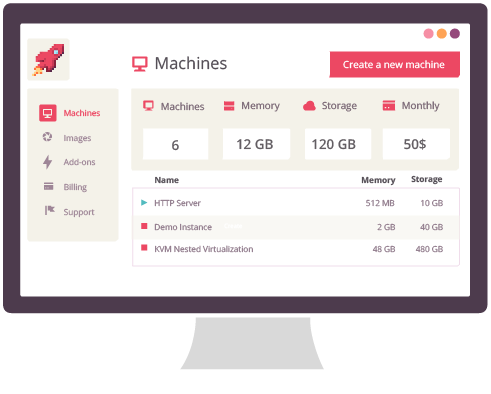 Machines
Create a new machine
Machines
Images
Add-ons
Billing
Support
Machines Memory Storage Monthly
6 12 GB 120 GB 50$
Name Memory Storage
HTTP Server 512 MB 10 GB
Demo Instance 2 GB 40 GB
KVM Nested Virtualization 48 GB 480 GB